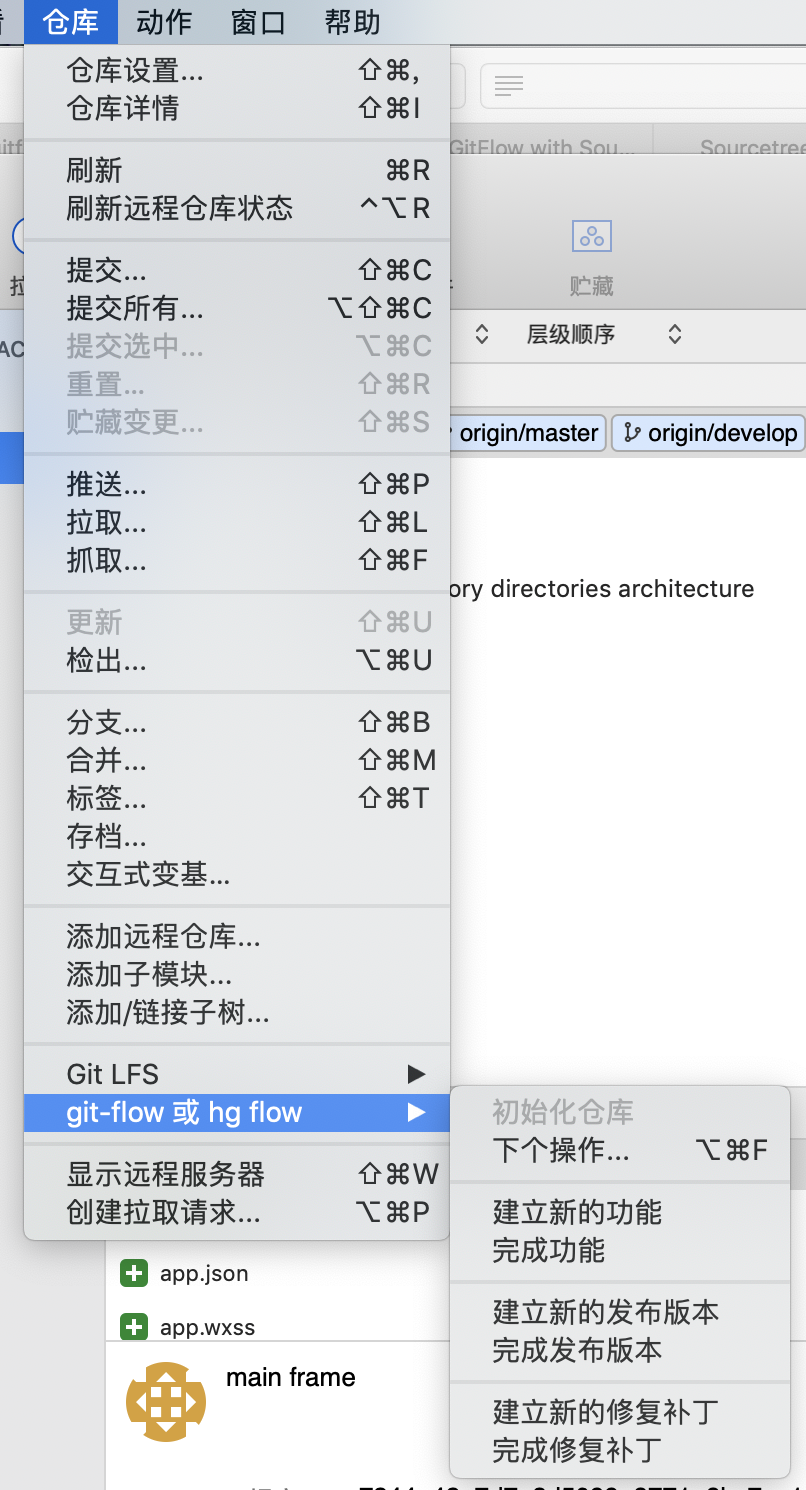 仓库 动作 窗口 帮助
仓库设置... ⇧⌘,
仓库详情 ⇧⌘I
GitFlow with Sou... Sourcetree
刷新 ⌘R
刷新远程仓库状态 ^⌥R
提交... ⇧⌘C
贮藏
提交所有... ⌥⇧⌘C
层级顺序
提交选中... ⌥⌘C
重置... ⇧⌘R
贮藏变更... ⇧⌘S
origin/master origin/develop
推送... ⇧⌘P
拉取... ⇧⌘L
抓取... ⇧⌘F
ory directories architecture
更新 ⇧⌘U
检出... ⌥⌘U
分支... ⇧⌘B
合并... ⇧⌘M
标签... ⇧⌘T
存档...
交互式变基...
添加远程仓库...
添加子模块...
添加/链接子树...
Git LFS ▶
git-flow 或 hg flow ▶
显示远程服务器 ⇧⌘W
创建拉取请求... ⌥⌘P
初始化仓库
下个操作... ⌥⌘F
建立新的功能
完成功能
建立新的发布版本
完成发布版本
建立新的修复补丁
完成修复补丁
app.json
app.wxss
main frame